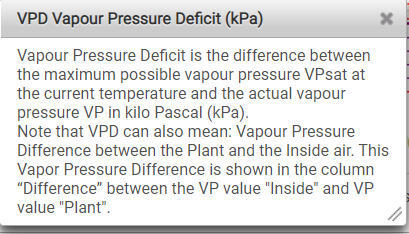 VPD Vapour Pressure Deficit (kPa)
Vapour Pressure Deficit is the difference between
the maximum possible vapour pressure VPsat at
the current temperature and the actual vapour
pressure VP in kilo Pascal (kPa).
Note that VPD can also mean: Vapour Pressure
Difference between the Plant and the Inside air. This
Vapor Pressure Difference is shown in the column
“Difference” between the VP value "Inside" and VP
value "Plant".